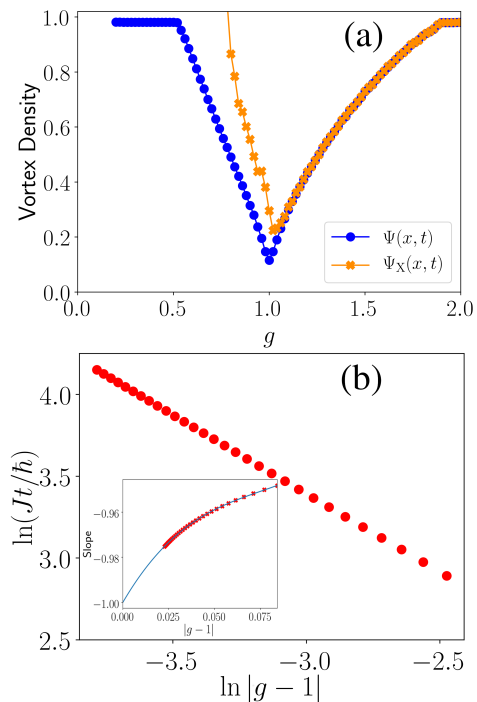 (a)
Vortex Density
1.0
0.8
0.6
0.4
0.2
0.0
Ψ(x, t)
Ψ_X(x, t)
0.0 0.5 1.0 1.5 2.0
g
(b)
ln(Jt/ħ)
4.0
3.5
3.0
2.5
Slope
−0.96
−0.98
−1.00
0.000 0.025 0.050 0.075
|g − 1|
−3.5 −3.0 −2.5
ln |g − 1|